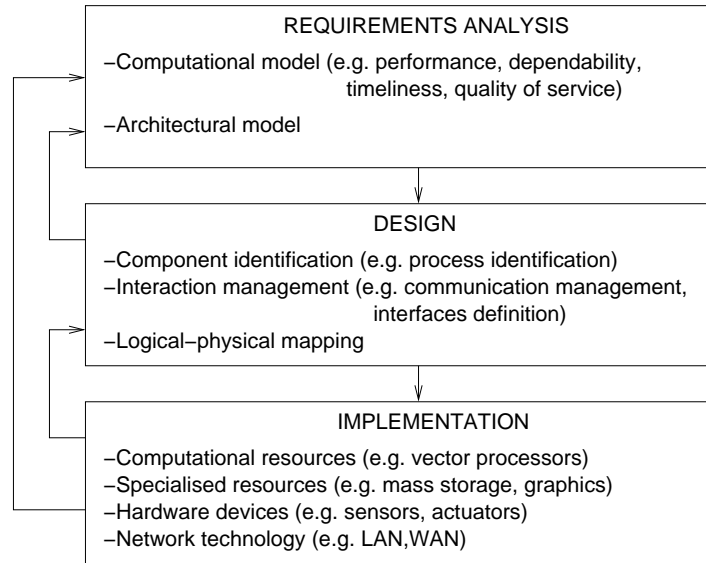 REQUIREMENTS ANALYSIS
−Computational model (e.g. performance, dependability,
timeliness, quality of service)
−Architectural model
DESIGN
−Component identification (e.g. process identification)
−Interaction management (e.g. communication management,
interfaces definition)
−Logical−physical mapping
IMPLEMENTATION
−Computational resources (e.g. vector processors)
−Specialised resources (e.g. mass storage, graphics)
−Hardware devices (e.g. sensors, actuators)
−Network technology (e.g. LAN,WAN)